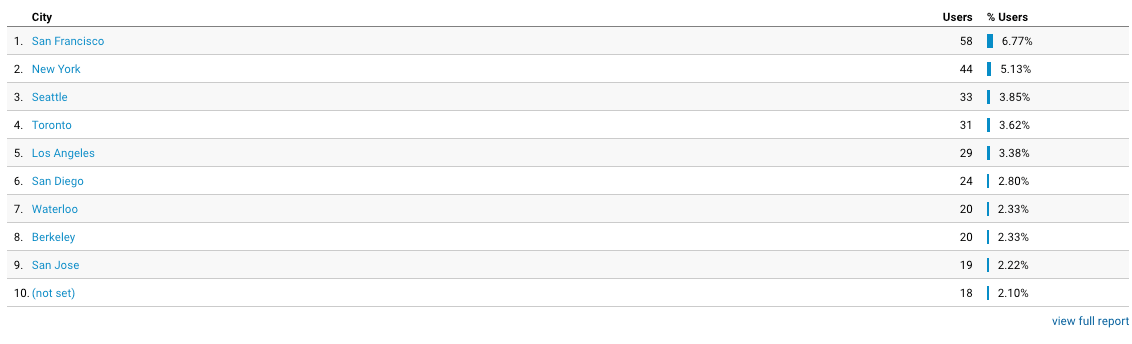 City Users % Users
1. San Francisco 58 6.77%
2. New York 44 5.13%
3. Seattle 33 3.85%
4. Toronto 31 3.62%
5. Los Angeles 29 3.38%
6. San Diego 24 2.80%
7. Waterloo 20 2.33%
8. Berkeley 20 2.33%
9. San Jose 19 2.22%
10. (not set) 18 2.10%
view full report